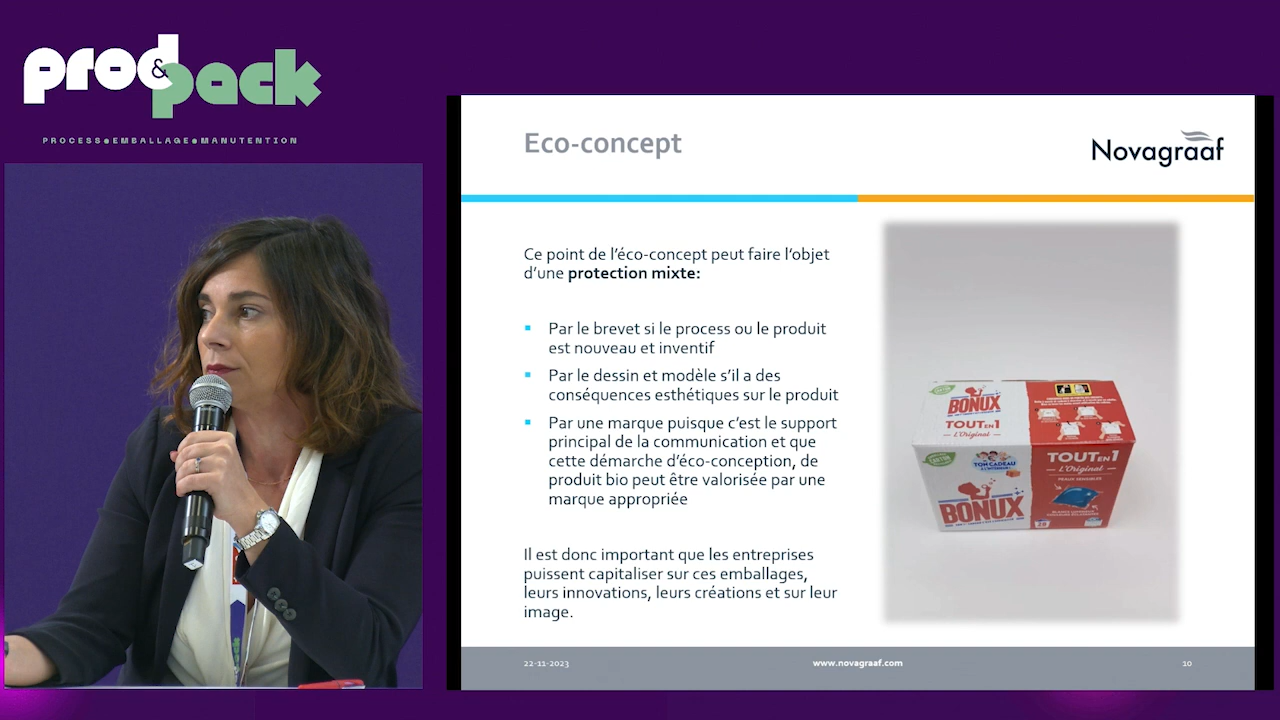 prod&pack
PROCESS●EMBALLAGE●MANUTENTION
Eco-concept
Novagraaf
Ce point de l'éco-concept peut faire l'objet
d'une protection mixte:
▪ Par le brevet si le process ou le produit
est nouveau et inventif
▪ Par le dessin et modèle s'il a des
conséquences esthétiques sur le produit
▪ Par une marque puisque c'est le support
principal de la communication et que
cette démarche d'éco-conception, de
produit bio peut être valorisée par une
marque appropriée
Il est donc important que les entreprises
puissent capitaliser sur ces emballages,
leurs innovations, leurs créations et sur leur
image.
BONUX
TOUT EN 1
L'Original
TON CADEAU
TOUT EN 1
L'Original
PEAUX SENSIBLES
BONUX
22-11-2023
www.novagraaf.com
10